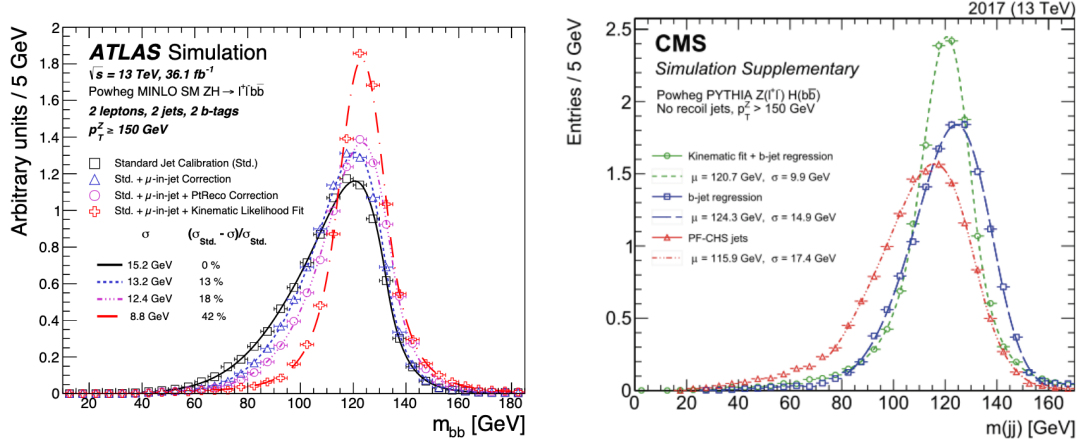 ATLAS Simulation
√s = 13 TeV, 36.1 fb⁻¹
Powheg MINLO SM ZH → l⁺l⁻bb̄
2 leptons, 2 jets, 2 b-tags
p_T^Z ≥ 150 GeV
Standard Jet Calibration (Std.)
Std. + μ-in-jet Correction
Std. + μ-in-jet + PtReco Correction
Std. + μ-in-jet + Kinematic Likelihood Fit
σ (σ_Std. - σ)/σ_Std.
15.2 GeV 0 %
13.2 GeV 13 %
12.4 GeV 18 %
8.8 GeV 42 %
Arbitrary units / 5 GeV
2
1.8
1.6
1.4
1.2
1
0.8
0.6
0.4
0.2
0
20 40 60 80 100 120 140 160 180
m_bb [GeV]
2017 (13 TeV)
CMS
Simulation Supplementary
Powheg PYTHIA Z(l⁺l⁻) H(bb̄)
No recoil jets, p_T^Z > 150 GeV
Kinematic fit + b-jet regression
μ = 120.7 GeV, σ = 9.9 GeV
b-jet regression
μ = 124.3 GeV, σ = 14.9 GeV
PF-CHS jets
μ = 115.9 GeV, σ = 17.4 GeV
Entries / 5 GeV
2.5
2
1.5
1
0.5
0
0 20 40 60 80 100 120 140 160
m(jj) [GeV]